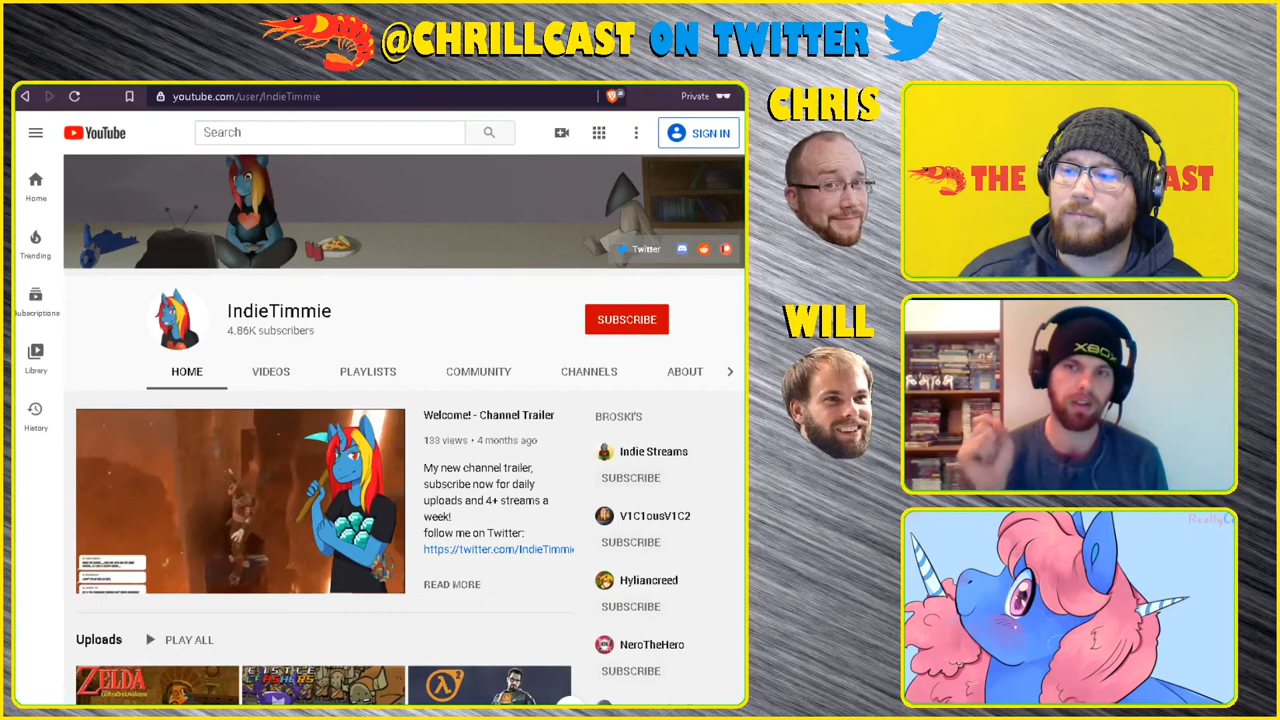 @CHRILLCAST ON TWITTER
youtube.com/user/IndieTimmie
Private
YouTube
Search
SIGN IN
Home
Trending
Subscriptions
Library
History
Twitter
IndieTimmie
4.86K subscribers
SUBSCRIBE
HOME
VIDEOS
PLAYLISTS
COMMUNITY
CHANNELS
ABOUT
Welcome! - Channel Trailer
133 views • 4 months ago
My new channel trailer,
subscribe now for daily
uploads and 4+ streams a
week!
follow me on Twitter:
https://twitter.com/IndieTimmi
READ MORE
BROSKI'S
Indie Streams
SUBSCRIBE
V1C1ousV1C2
SUBSCRIBE
Hyliancreed
SUBSCRIBE
NeroTheHero
SUBSCRIBE
Uploads
PLAY ALL
ZELDA
CHRIS
THE
AST
WILL
XBOX